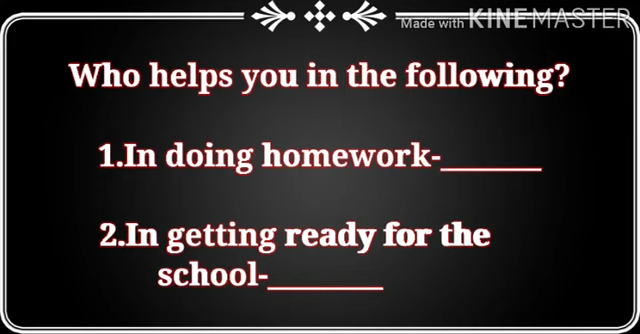 Made with KINEMASTER
Who helps you in the following?
1.In doing homework-_______
2.In getting ready for the
school-________